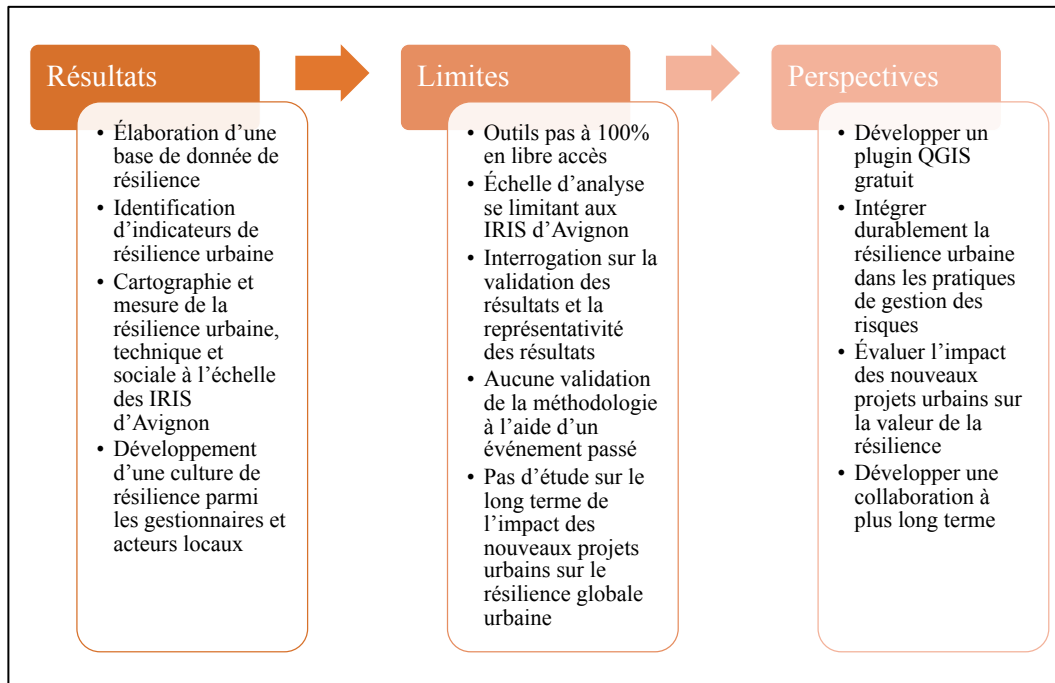 Résultats
• Élaboration d’une
base de donnée de
résilience
• Identification
d’indicateurs de
résilience urbaine
• Cartographie et
mesure de la
résilience urbaine,
technique et
sociale à l’échelle
des IRIS
d’Avignon
• Développement
d’une culture de
résilience parmi
les gestionnaires et
acteurs locaux
Limites
• Outils pas à 100%
en libre accès
• Échelle d’analyse
se limitant aux
IRIS d’Avignon
• Interrogation sur la
validation des
résultats et la
représentativité
des résultats
• Aucune validation
de la méthodologie
à l’aide d’un
événement passé
• Pas d’étude sur le
long terme de
l’impact des
nouveaux projets
urbains sur le
résilience globale
urbaine
Perspectives
• Développer un
plugin QGIS
gratuit
• Intégrer
durablement la
résilience urbaine
dans les pratiques
de gestion des
risques
• Évaluer l’impact
des nouveaux
projets urbains sur
la valeur de la
résilience
• Développer une
collaboration à
plus long terme